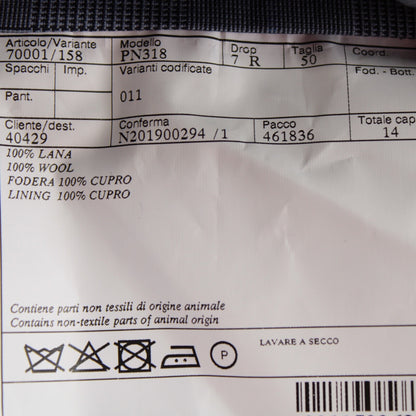 Articolo/Variante Modello Drop Taglia Coord.
70001/158 PN318 7 R 50
Spacchi Imp. Varianti codificate Fod. - Bott.
Pant. 011
Cliente/dest. Conferma Pacco Totale cap
40429 N201900294 /1 461836 14
100% LANA
100% WOOL
FODERA 100% CUPRO
LINING 100% CUPRO
Contiene parti non tessili di origine animale
Contains non-textile parts of animal origin
P LAVARE A SECCO